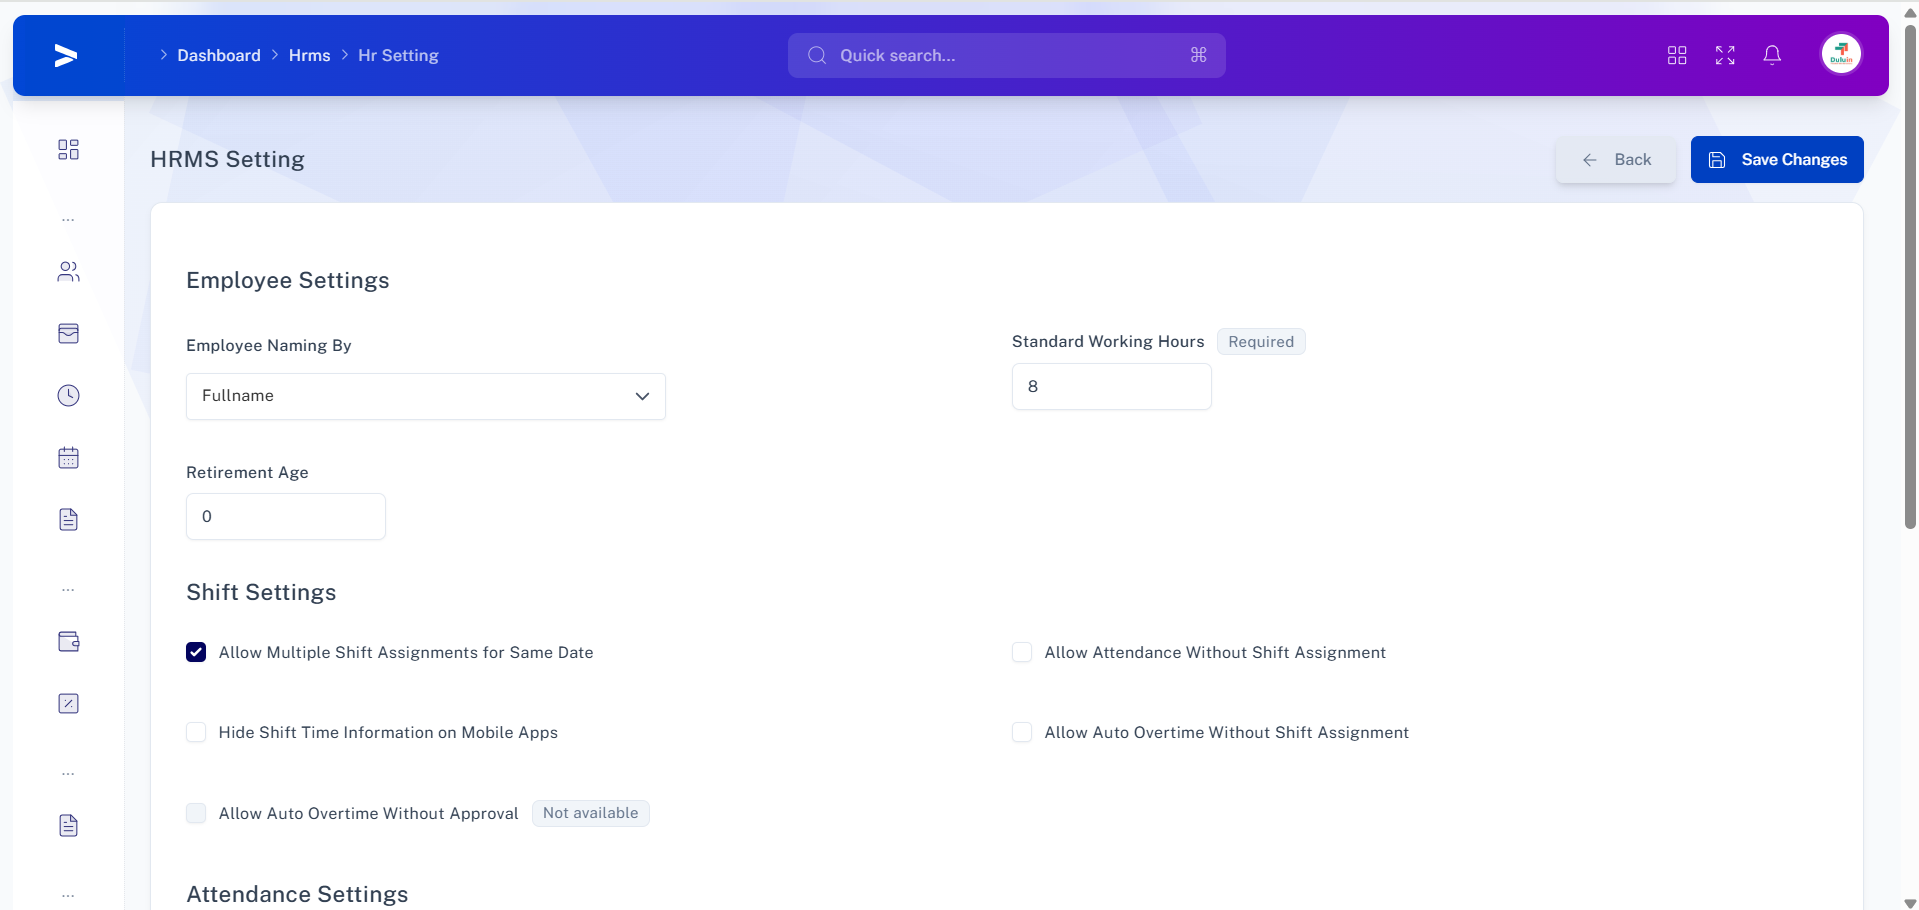 Dashboard
Hrms
Hr Setting
Quick search...
⌘
Duluin
HRMS Setting
Back
Save Changes
...
Employee Settings
Employee Naming By
Standard Working Hours Required
Fullname
8
Retirement Age
0
...
Shift Settings
Allow Multiple Shift Assignments for Same Date
Allow Attendance Without Shift Assignment
Hide Shift Time Information on Mobile Apps
Allow Auto Overtime Without Shift Assignment
...
Allow Auto Overtime Without Approval Not available
...
Attendance Settings